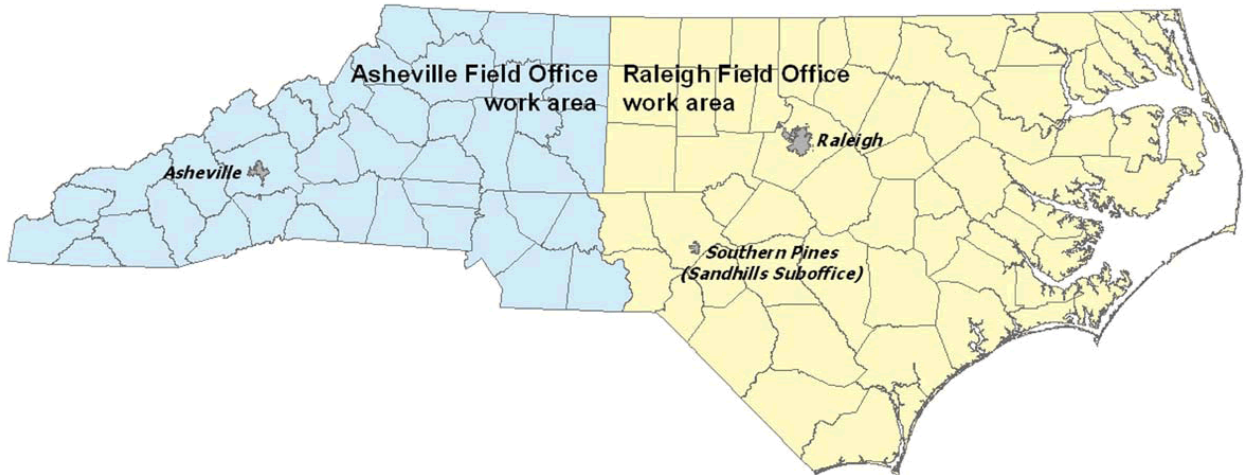 Asheville Field Office
work area
Raleigh Field Office
work area
Raleigh
Asheville
Southern Pines
(Sandhills Suboffice)